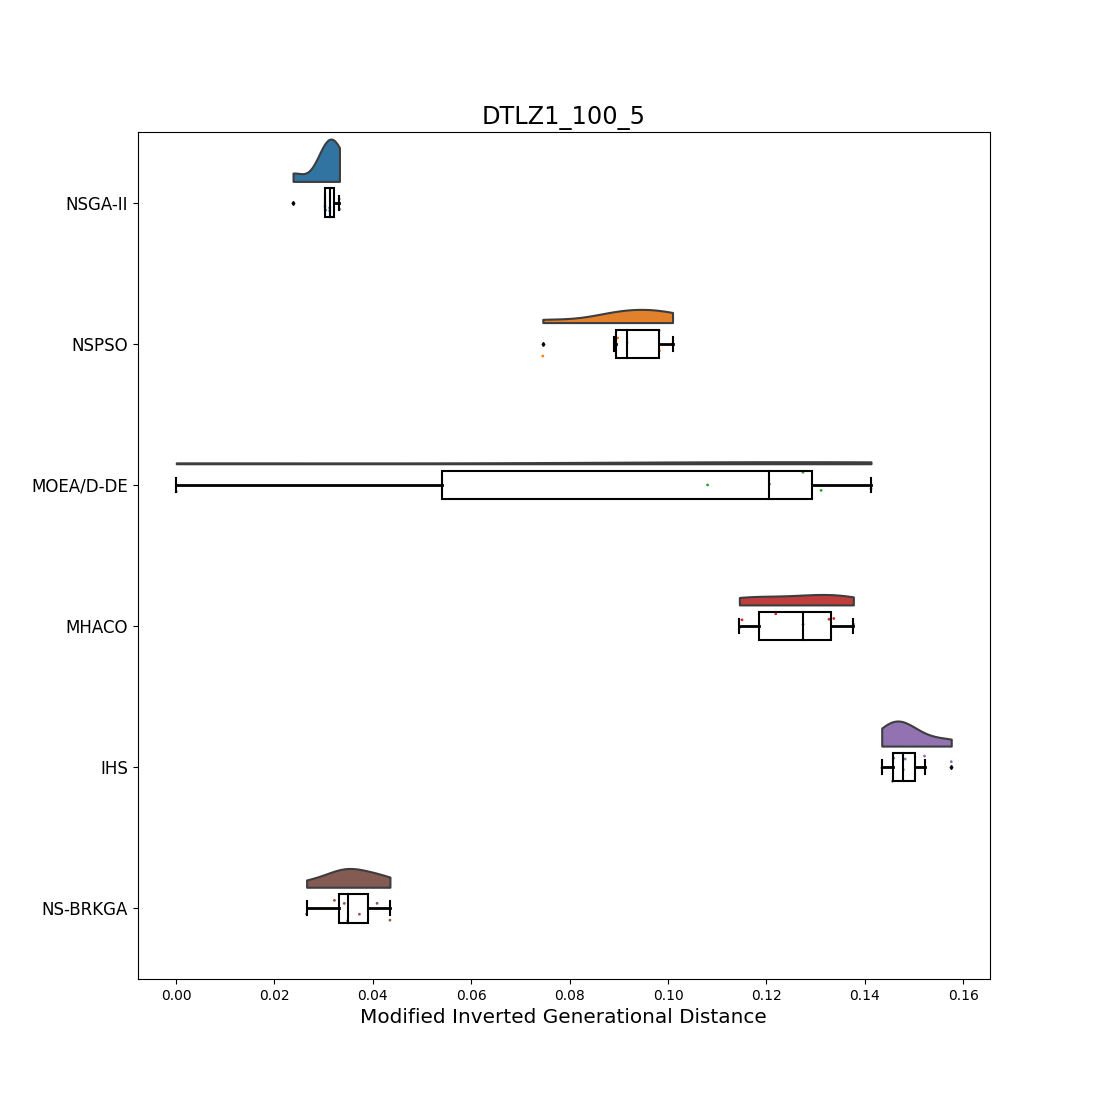 DTLZ1_100_5
NSGA-II
NSPSO
MOEA/D-DE
MHACO
IHS
NS-BRKGA
0.00 0.02 0.04 0.06 0.08 0.10 0.12 0.14 0.16
Modified Inverted Generational Distance